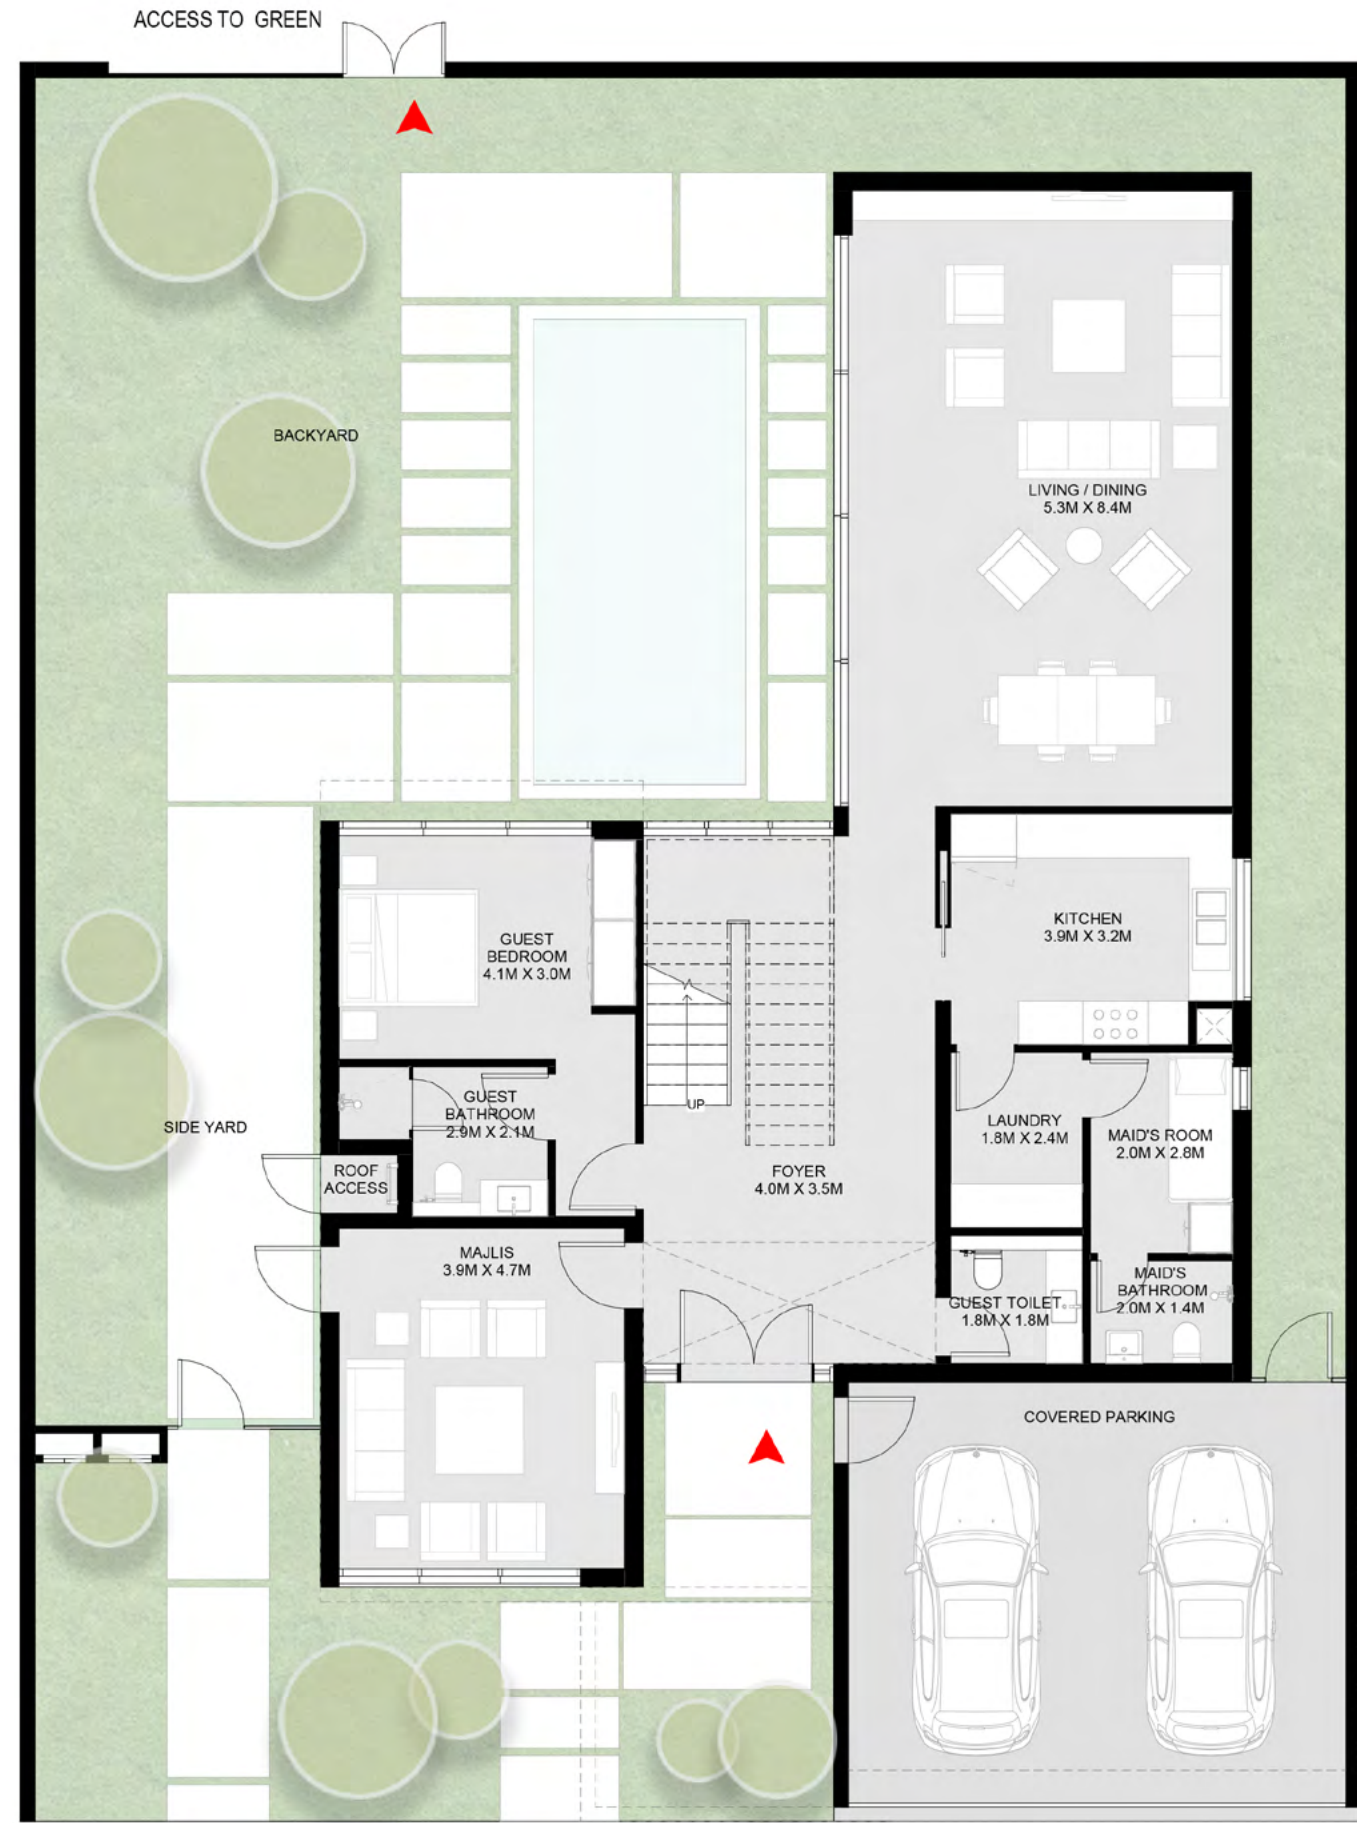 ACCESS TO GREEN
BACKYARD
LIVING / DINING
5.3M X 8.4M
KITCHEN
3.9M X 3.2M
GUEST
BEDROOM
4.1M X 3.0M
GUEST
BATHROOM
2.9M X 2.1M
UP
SIDE YARD
LAUNDRY
1.8M X 2.4M
MAID'S ROOM
2.0M X 2.8M
ROOF
ACCESS
FOYER
4.0M X 3.5M
MAJLIS
3.9M X 4.7M
MAID'S
BATHROOM
2.0M X 1.4M
GUEST TOILET
1.8M X 1.8M
COVERED PARKING